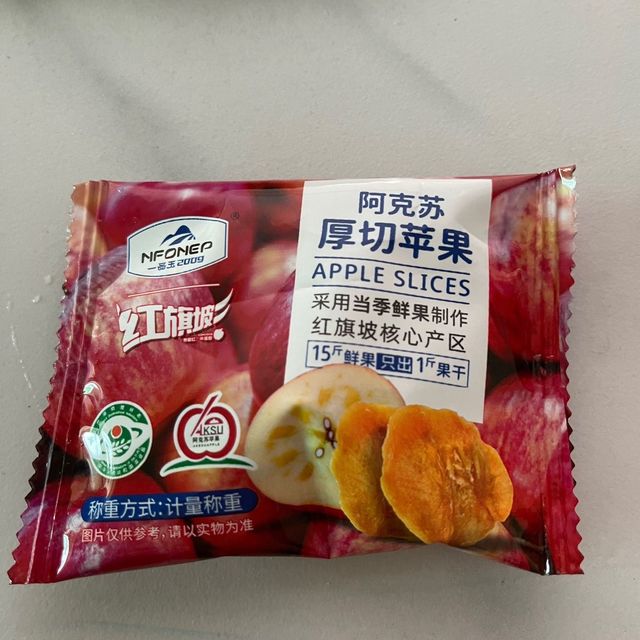 NFONEP
一品玉2009
®
红旗坡
阿克苏
厚切苹果
APPLE SLICES
采用当季鲜果制作
红旗坡核心产区
15斤鲜果只出1斤果干
AKSU
阿克苏苹果
称重方式:计量称重
图片仅供参考,请以实物为准